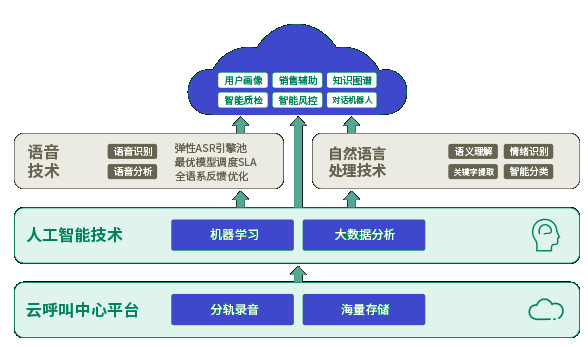 用户画像 销售辅助 知识图谱
智能质检 智能风控 对话机器人
语音
技术
语音识别
语音分析
弹性ASR引擎池
最优模型调度SLA
全语系反馈优化
自然语言
处理技术
语义理解 情绪识别
关键字提取 智能分类
人工智能技术 机器学习 大数据分析
云呼叫中心平台 分轨录音 海量存储